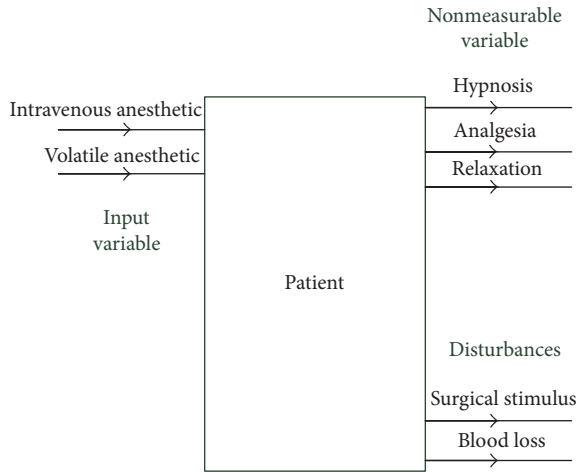 Nonmeasurable
variable
Hypnosis
Intravenous anesthetic
Analgesia
Volatile anesthetic
Relaxation
Input
variable
Patient
Disturbances
Surgical stimulus
Blood loss